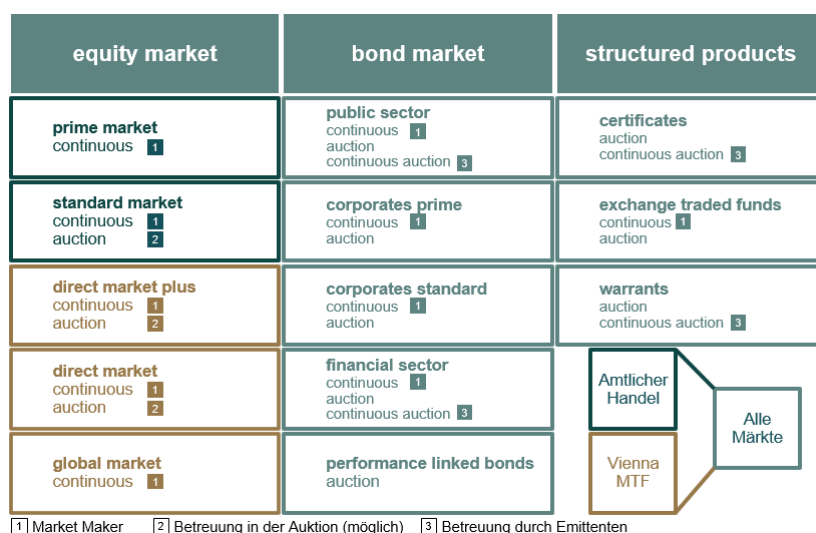 equity market
bond market
structured products
prime market
continuous 1
public sector
continuous 1
auction
continuous auction 3
certificates
auction
continuous auction 3
standard market
continuous 1
auction 2
corporates prime
continuous 1
auction
exchange traded funds
continuous 1
auction
direct market plus
continuous 1
auction 2
corporates standard
continuous 1
auction
warrants
auction
continuous auction 3
direct market
continuous 1
auction 2
financial sector
continuous 1
auction
continuous auction 3
Amtlicher
Handel
Alle
Märkte
global market
continuous 1
performance linked bonds
auction
Vienna
MTF
1 Market Maker 2 Betreuung in der Auktion (möglich) 3 Betreuung durch Emittenten